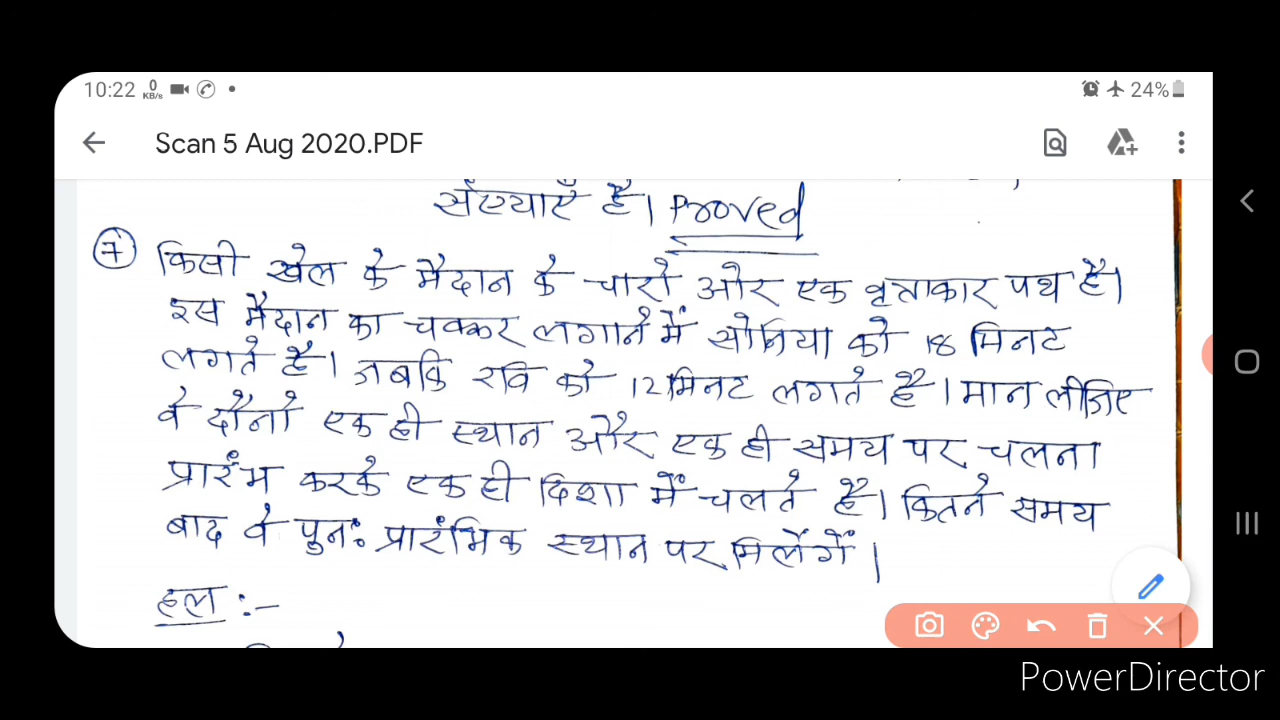 10:22 0 KB/s 24%
Scan 5 Aug 2020.PDF
संख्याएँ है। Proved
7 किसी खेल के मैदान के चारो ओर एक वृत्ताकार पथ है।
इस मैदान का चक्कर लगाने में सोनिया को 18 मिनट
लगते है। जबकि रवि को 12 मिनट लगते है। मान लीजिए
वे दोनो एक ही स्थान और एक ही समय पर चलना
प्रारंभ करके एक ही दिशा में चलते है। कितने समय
बाद वे पुनः प्रारंभिक स्थान पर मिलेंगें।
हल :-
PowerDirector